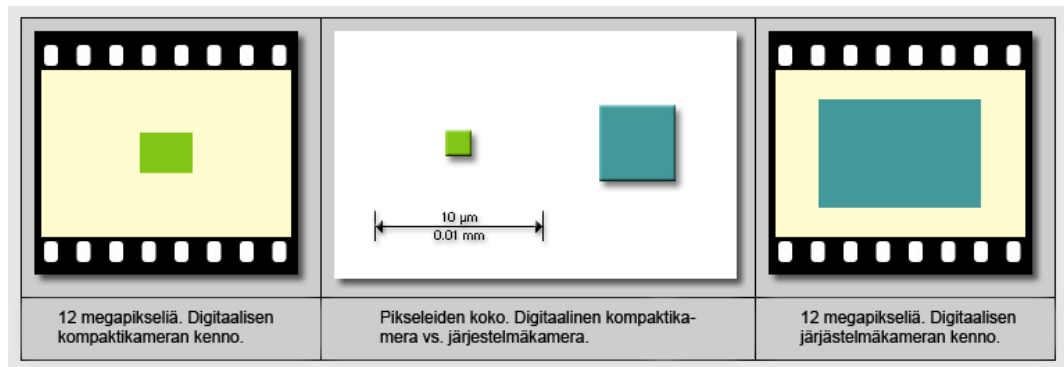 10 µm
0.01 mm
12 megapikseliä. Digitaalisen
kompaktikameran kenno.
Pikseleiden koko. Digitaalinen kompaktika-
mera vs. järjestelmäkamera.
12 megapikseliä. Digitaalisen
järjästelmäkameran kenno.